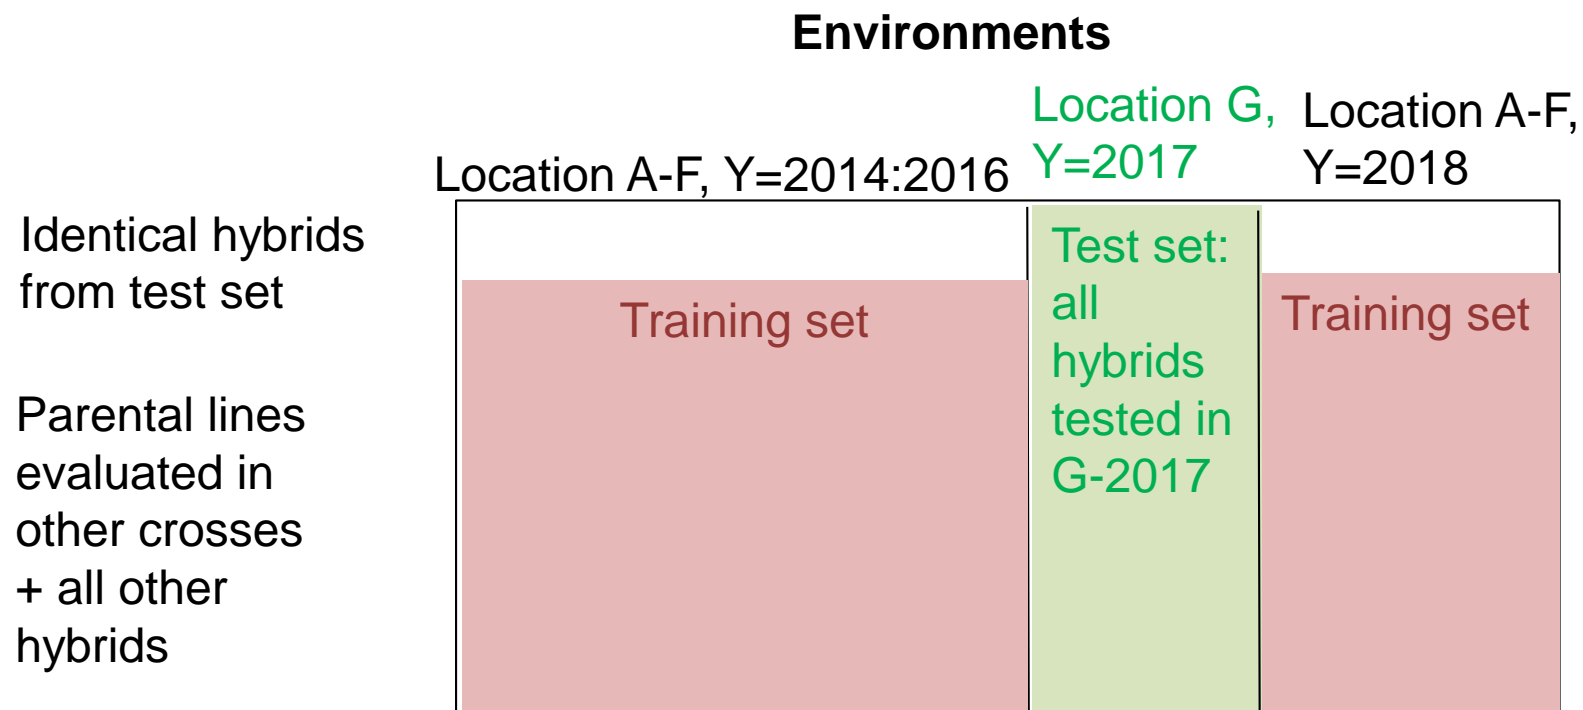 Environments
Location G,
Y=2017
Location A-F,
Y=2018
Location A-F, Y=2014:2016
Identical hybrids
from test set
Test set:
all
hybrids
tested in
G-2017
Training set
Training set
Parental lines
evaluated in
other crosses
+ all other
hybrids